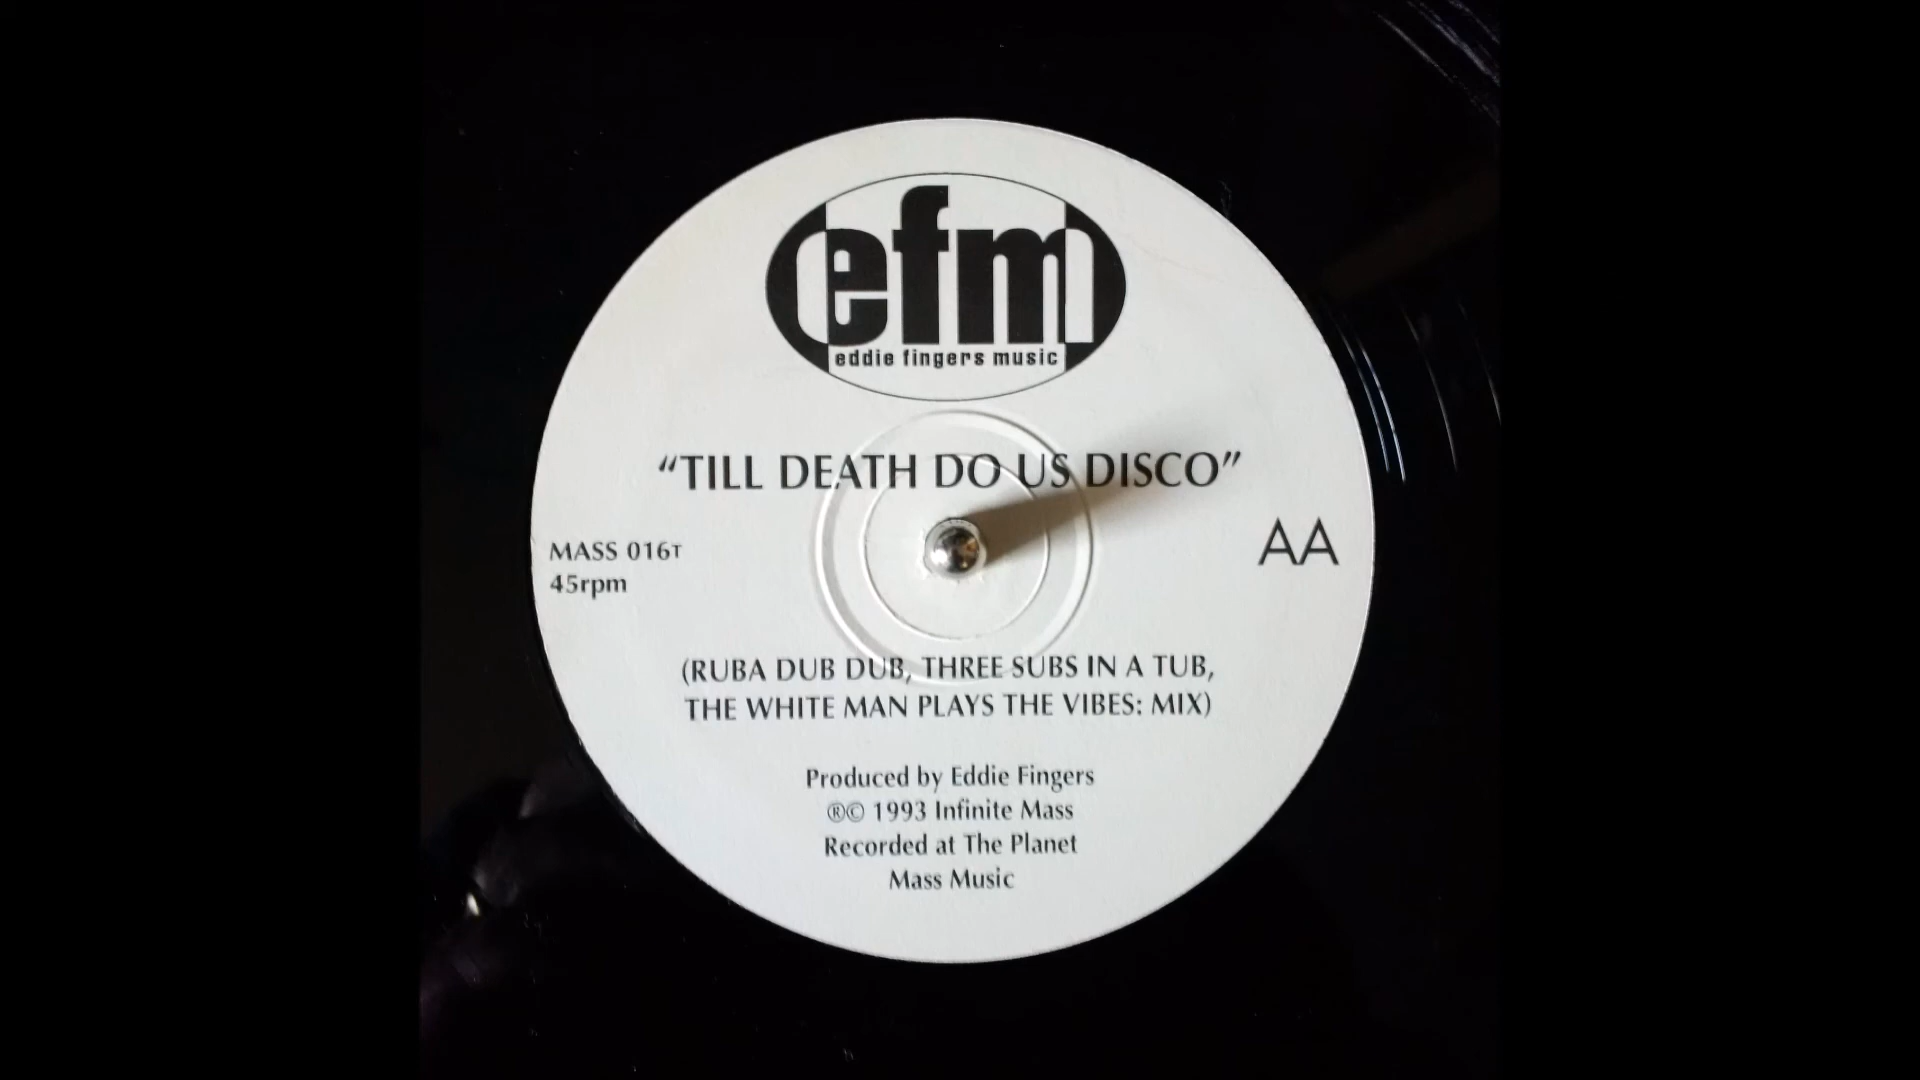 efm
eddie fingers music
“TILL DEATH DO US DISCO”
MASS 016T
45rpm
AA
(RUBA DUB DUB, THREE SUBS IN A TUB,
THE WHITE MAN PLAYS THE VIBES: MIX)
Produced by Eddie Fingers
®© 1993 Infinite Mass
Recorded at The Planet
Mass Music